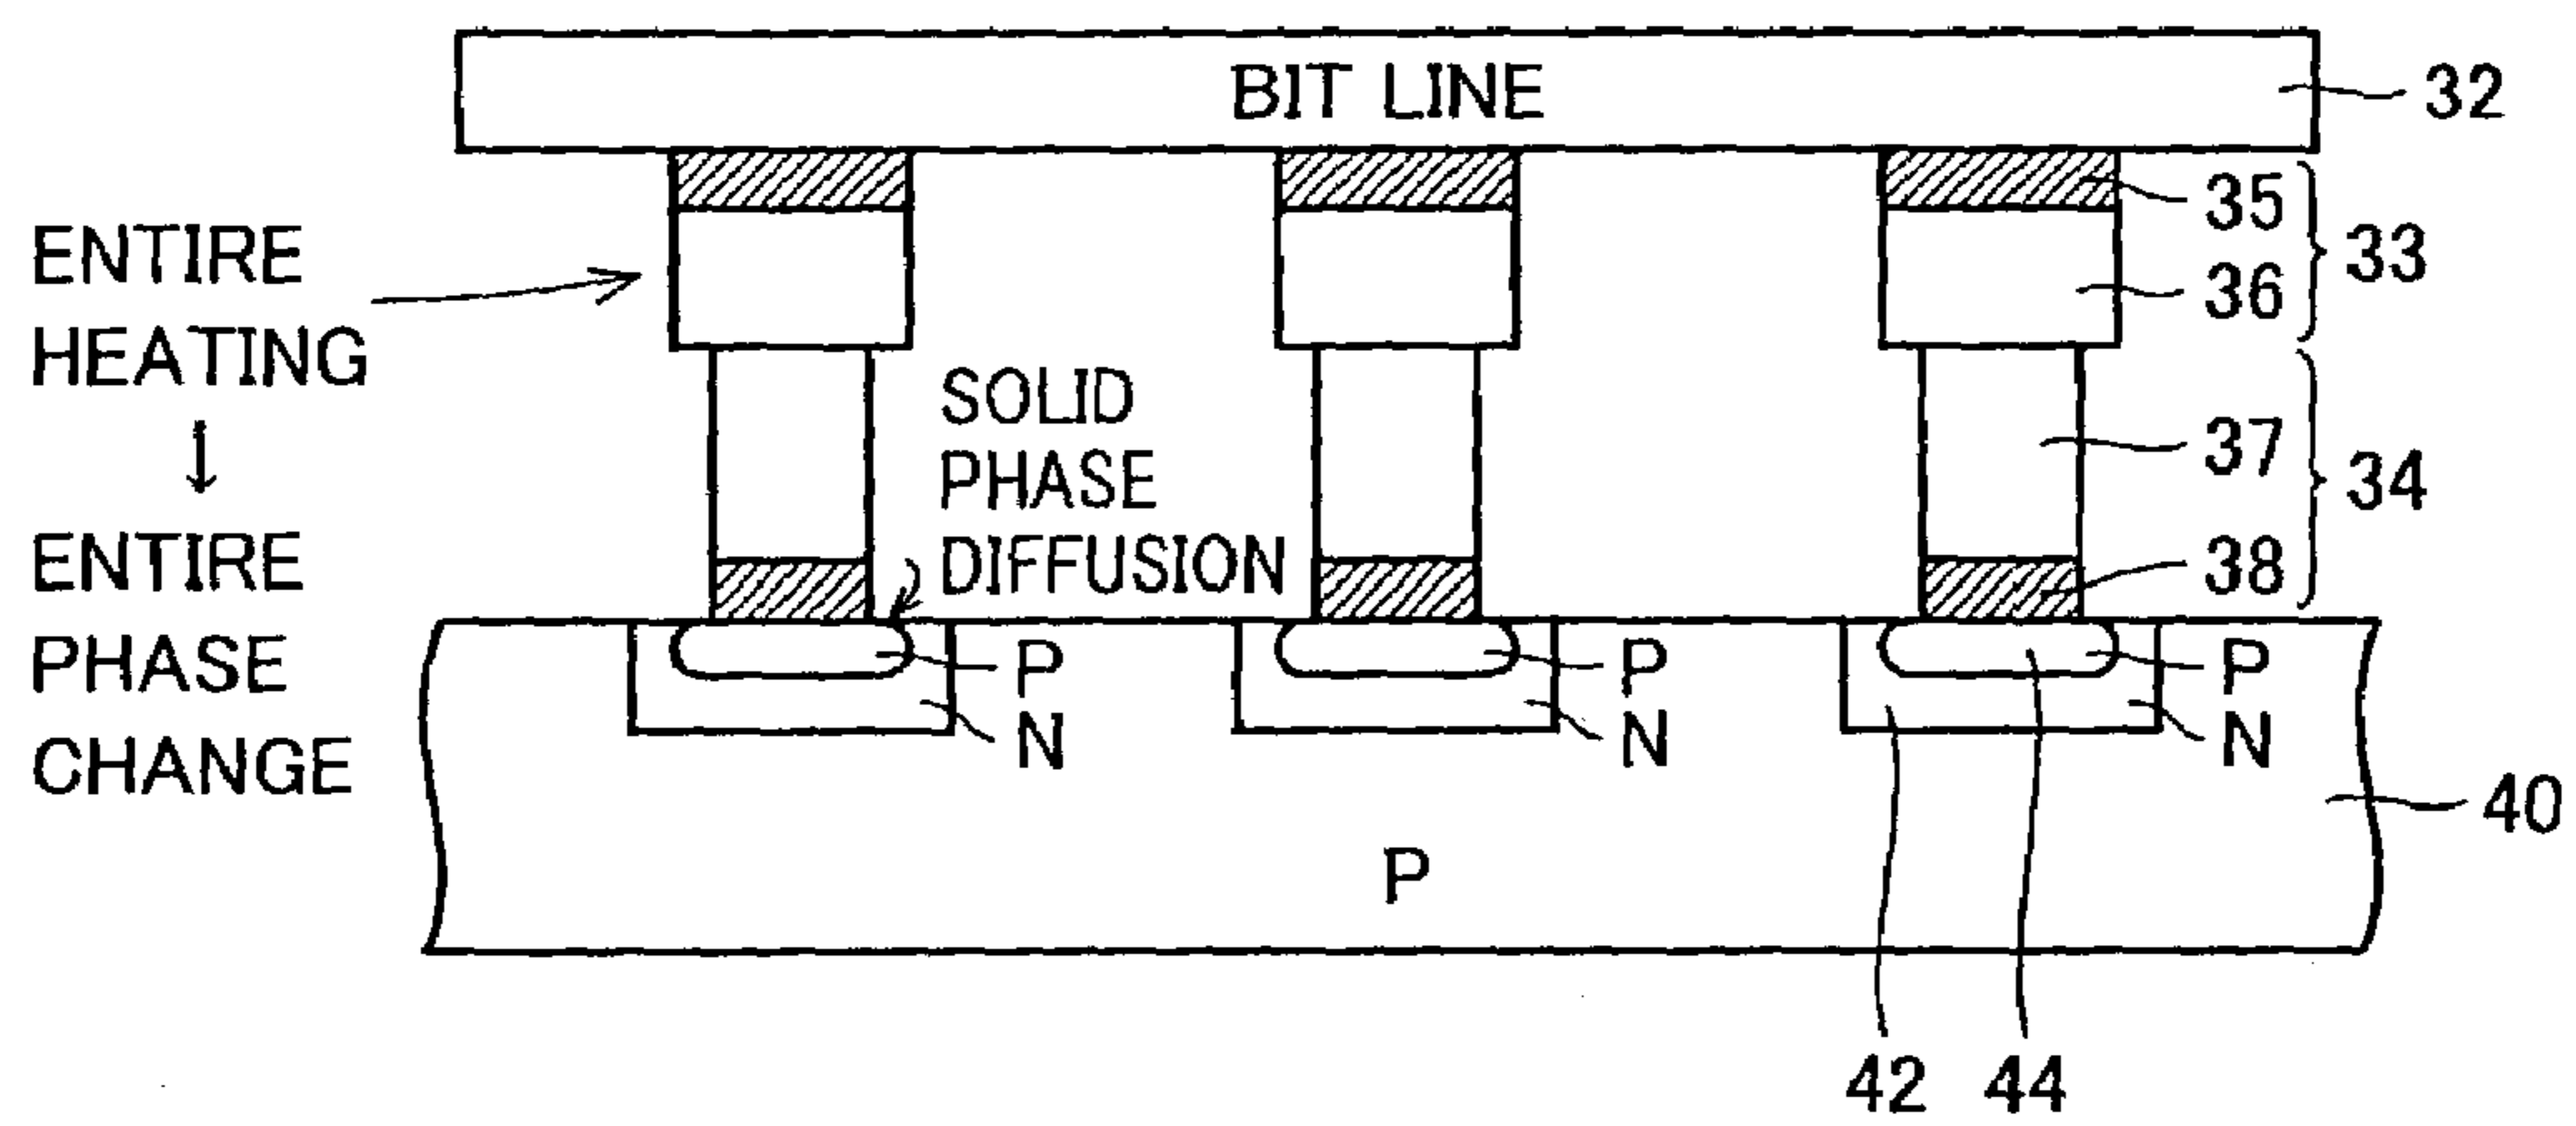 BIT LINE
32
35
33
36
ENTIRE
HEATING
↓
ENTIRE
PHASE
CHANGE
SOLID
PHASE
DIFFUSION
37
34
38
P
N
P
N
P
N
40
P
42
44